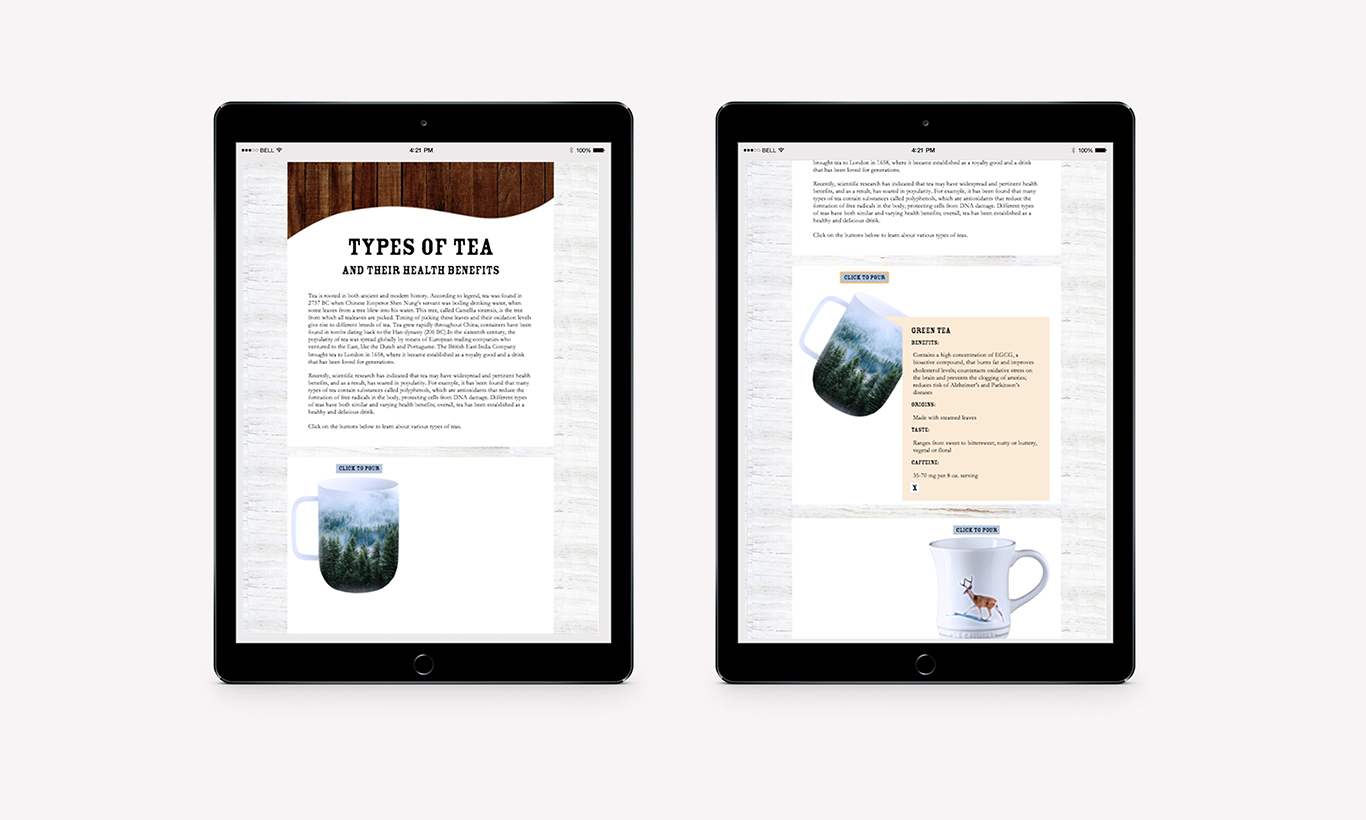 BELL
4:21 PM
100%
TYPES OF TEA
AND THEIR HEALTH BENEFITS
Tea is rooted in both ancient and modern history. According to legend, tea was found in
2737 BC when Chinese Emperor Shen Nung's servant was boiling drinking water, when
some leaves from a tree blew into his water. This tree, called Camellia sinensis, is the tree
from which all tealeaves are picked. Timing of picking these leaves and their oxidation levels
give rise to different breeds of tea. Tea grew rapidly throughout China; containers have been
found in tombs dating back to the Han dynasty (206 BC).In the sixteenth century, the
popularity of tea was spread globally by means of European trading companies who
ventured to the East, like the Dutch and Portuguese. The British East India Company
brought tea to London in 1658, where it became established as a royalty good and a drink
that has been loved for generations.
Recently, scientific research has indicated that tea may have widespread and pertinent health
benefits, and as a result, has soared in popularity. For example, it has been found that many
types of tea contain substances called polyphenols, which are antioxidants that reduce the
formation of free radicals in the body, protecting cells from DNA damage. Different types
of teas have both similar and varying health benefits; overall, tea has been established as a
healthy and delicious drink.
Click on the buttons below to learn about various types of teas.
CLICK TO POUR
BELL
4:21 PM
100%
brought tea to London in 1658, where it became established as a royalty good and a drink
that has been loved for generations.
Recently, scientific research has indicated that tea may have widespread and pertinent health
benefits, and as a result, has soared in popularity. For example, it has been found that many
types of tea contain substances called polyphenols, which are antioxidants that reduce the
formation of free radicals in the body, protecting cells from DNA damage. Different types
of teas have both similar and varying health benefits; overall, tea has been established as a
healthy and delicious drink.
Click on the buttons below to learn about various types of teas.
CLICK TO POUR
GREEN TEA
BENEFITS:
Contains a high concentration of EGCG, a
bioactive compound, that burns fat and improves
cholesterol levels; counteracts oxidative stress on
the brain and prevents the clogging of arteries;
reduces risk of Alzheimer's and Parkinson's
diseases
ORIGINS:
Made with steamed leaves
TASTE:
Ranges from sweet to bittersweet, nutty or buttery,
vegetal or floral
CAFFEINE:
35-70 mg per 8 oz. serving
X
CLICK TO POUR